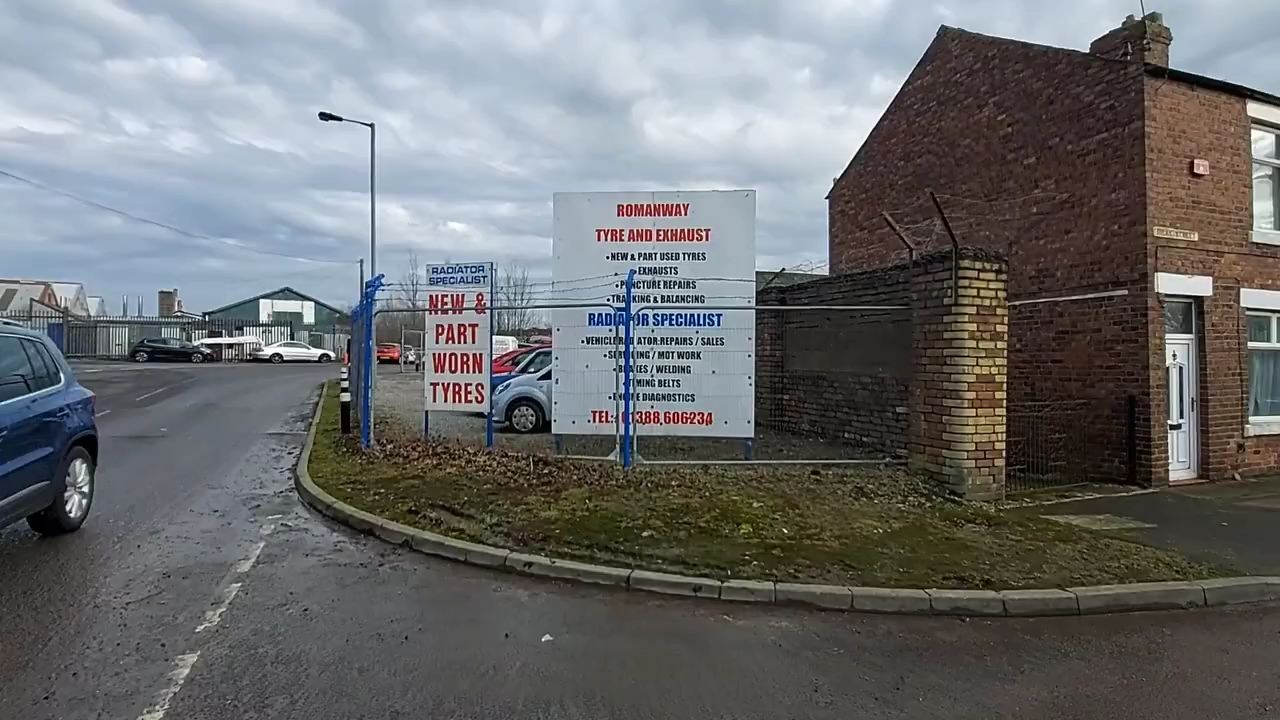 RADIATOR
SPECIALIST
NEW &
PART
WORN
TYRES
ROMANWAY
TYRE AND EXHAUST
•NEW & PART USED TYRES
•EXHAUSTS
•PUNCTURE REPAIRS
•TRACKING & BALANCING
RADIATOR SPECIALIST
•VEHICLE RADIATOR REPAIRS / SALES
•SERVICING / MOT WORK
•BRAKES / WELDING
•TIMING BELTS
•ENGINE DIAGNOSTICS
TEL: 01388 606234